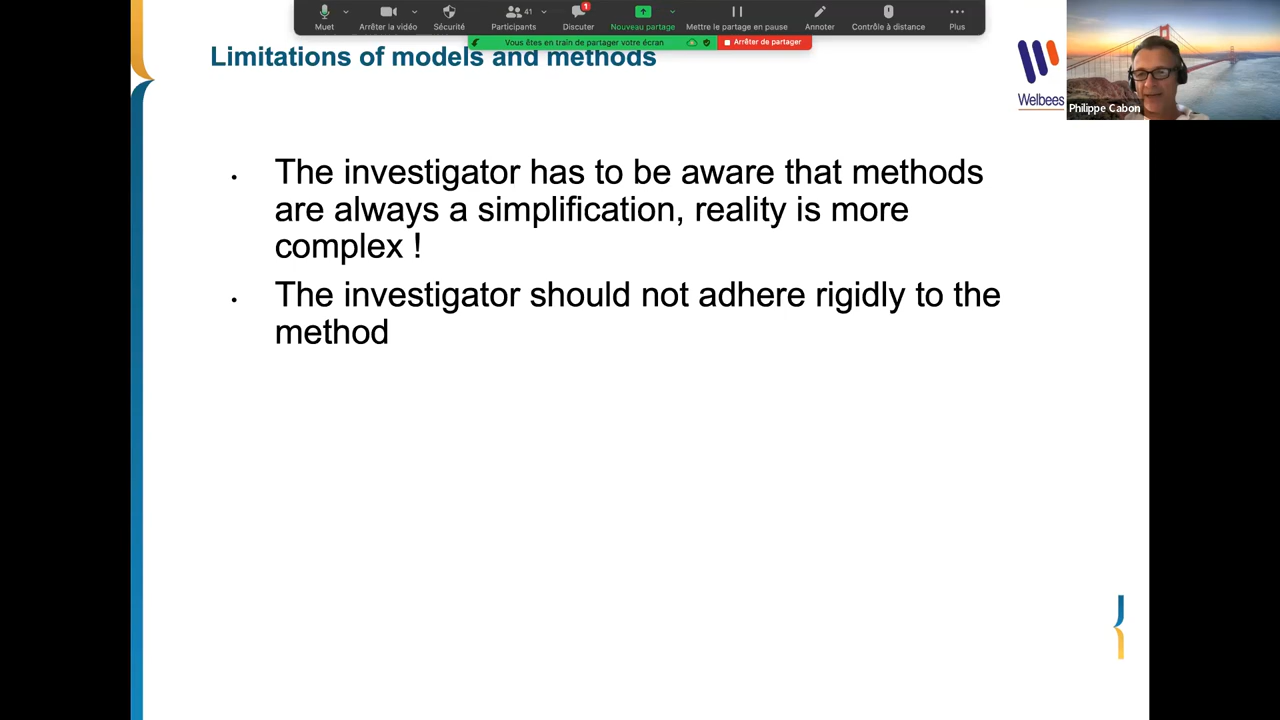 Muet
Arrêter la vidéo
Sécurité
41
Participants
1
Discuter
Nouveau partage
Mettre le partage en pause
Annoter
Contrôle à distance
Plus
Vous êtes en train de partager votre écran
Arrêter de partager
Limitations of models and methods
Welbees
Philippe Cabon
• The investigator has to be aware that methods
are always a simplification, reality is more
complex !
• The investigator should not adhere rigidly to the
method